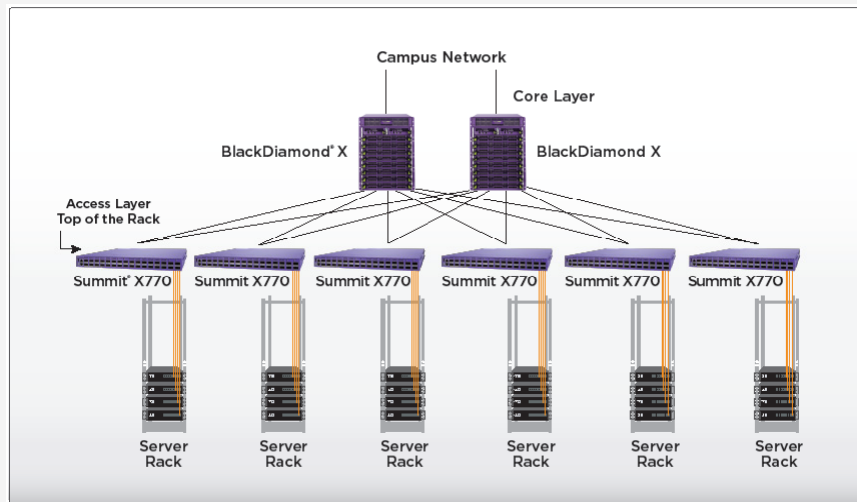 Campus Network
Core Layer
BlackDiamond® X
BlackDiamond X
Access Layer
Top of the Rack
Summit® X770
Summit X770
Summit X770
Summit X770
Summit X770
Summit X770
Server
Rack
Server
Rack
Server
Rack
Server
Rack
Server
Rack
Server
Rack